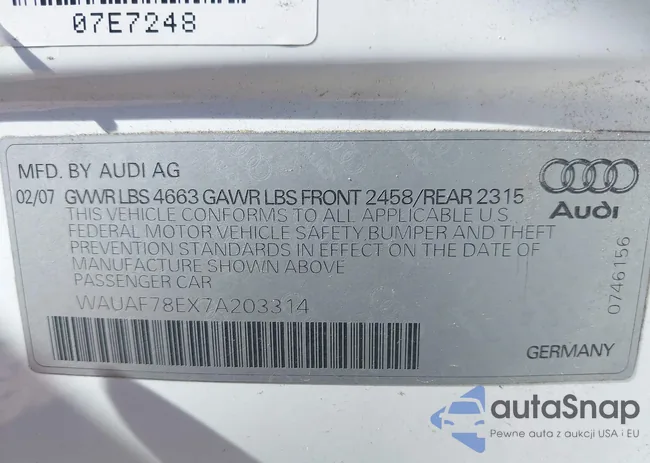 07E7248
MFD. BY AUDI AG
02/07 GVWR LBS 4663 GAWR LBS FRONT 2458/REAR 2315
THIS VEHICLE CONFORMS TO ALL APPLICABLE U S
FEDERAL MOTOR VEHICLE SAFETY,BUMPER AND THEFT
PREVENTION STANDARDS IN EFFECT ON THE DATE OF
MANUFACTURE SHOWN ABOVE
PASSENGER CAR
WAUAF78EX7A203314
Audi
0746156
GERMANY
autaSnap
Pewne auta z aukcji USA i EU